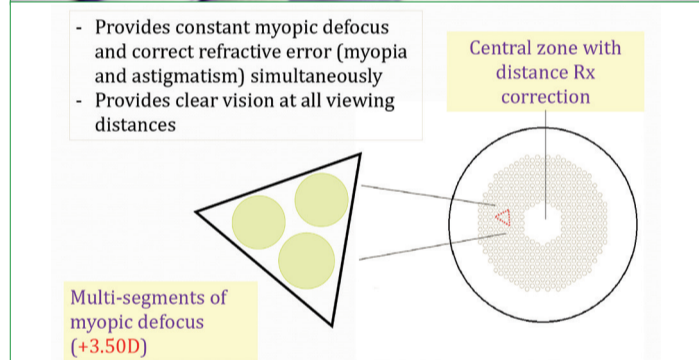 - Provides constant myopic defocus
and correct refractive error (myopia
and astigmatism) simultaneously
- Provides clear vision at all viewing
distances
Central zone with
distance Rx
correction
Multi-segments of
myopic defocus
(+3.50D)